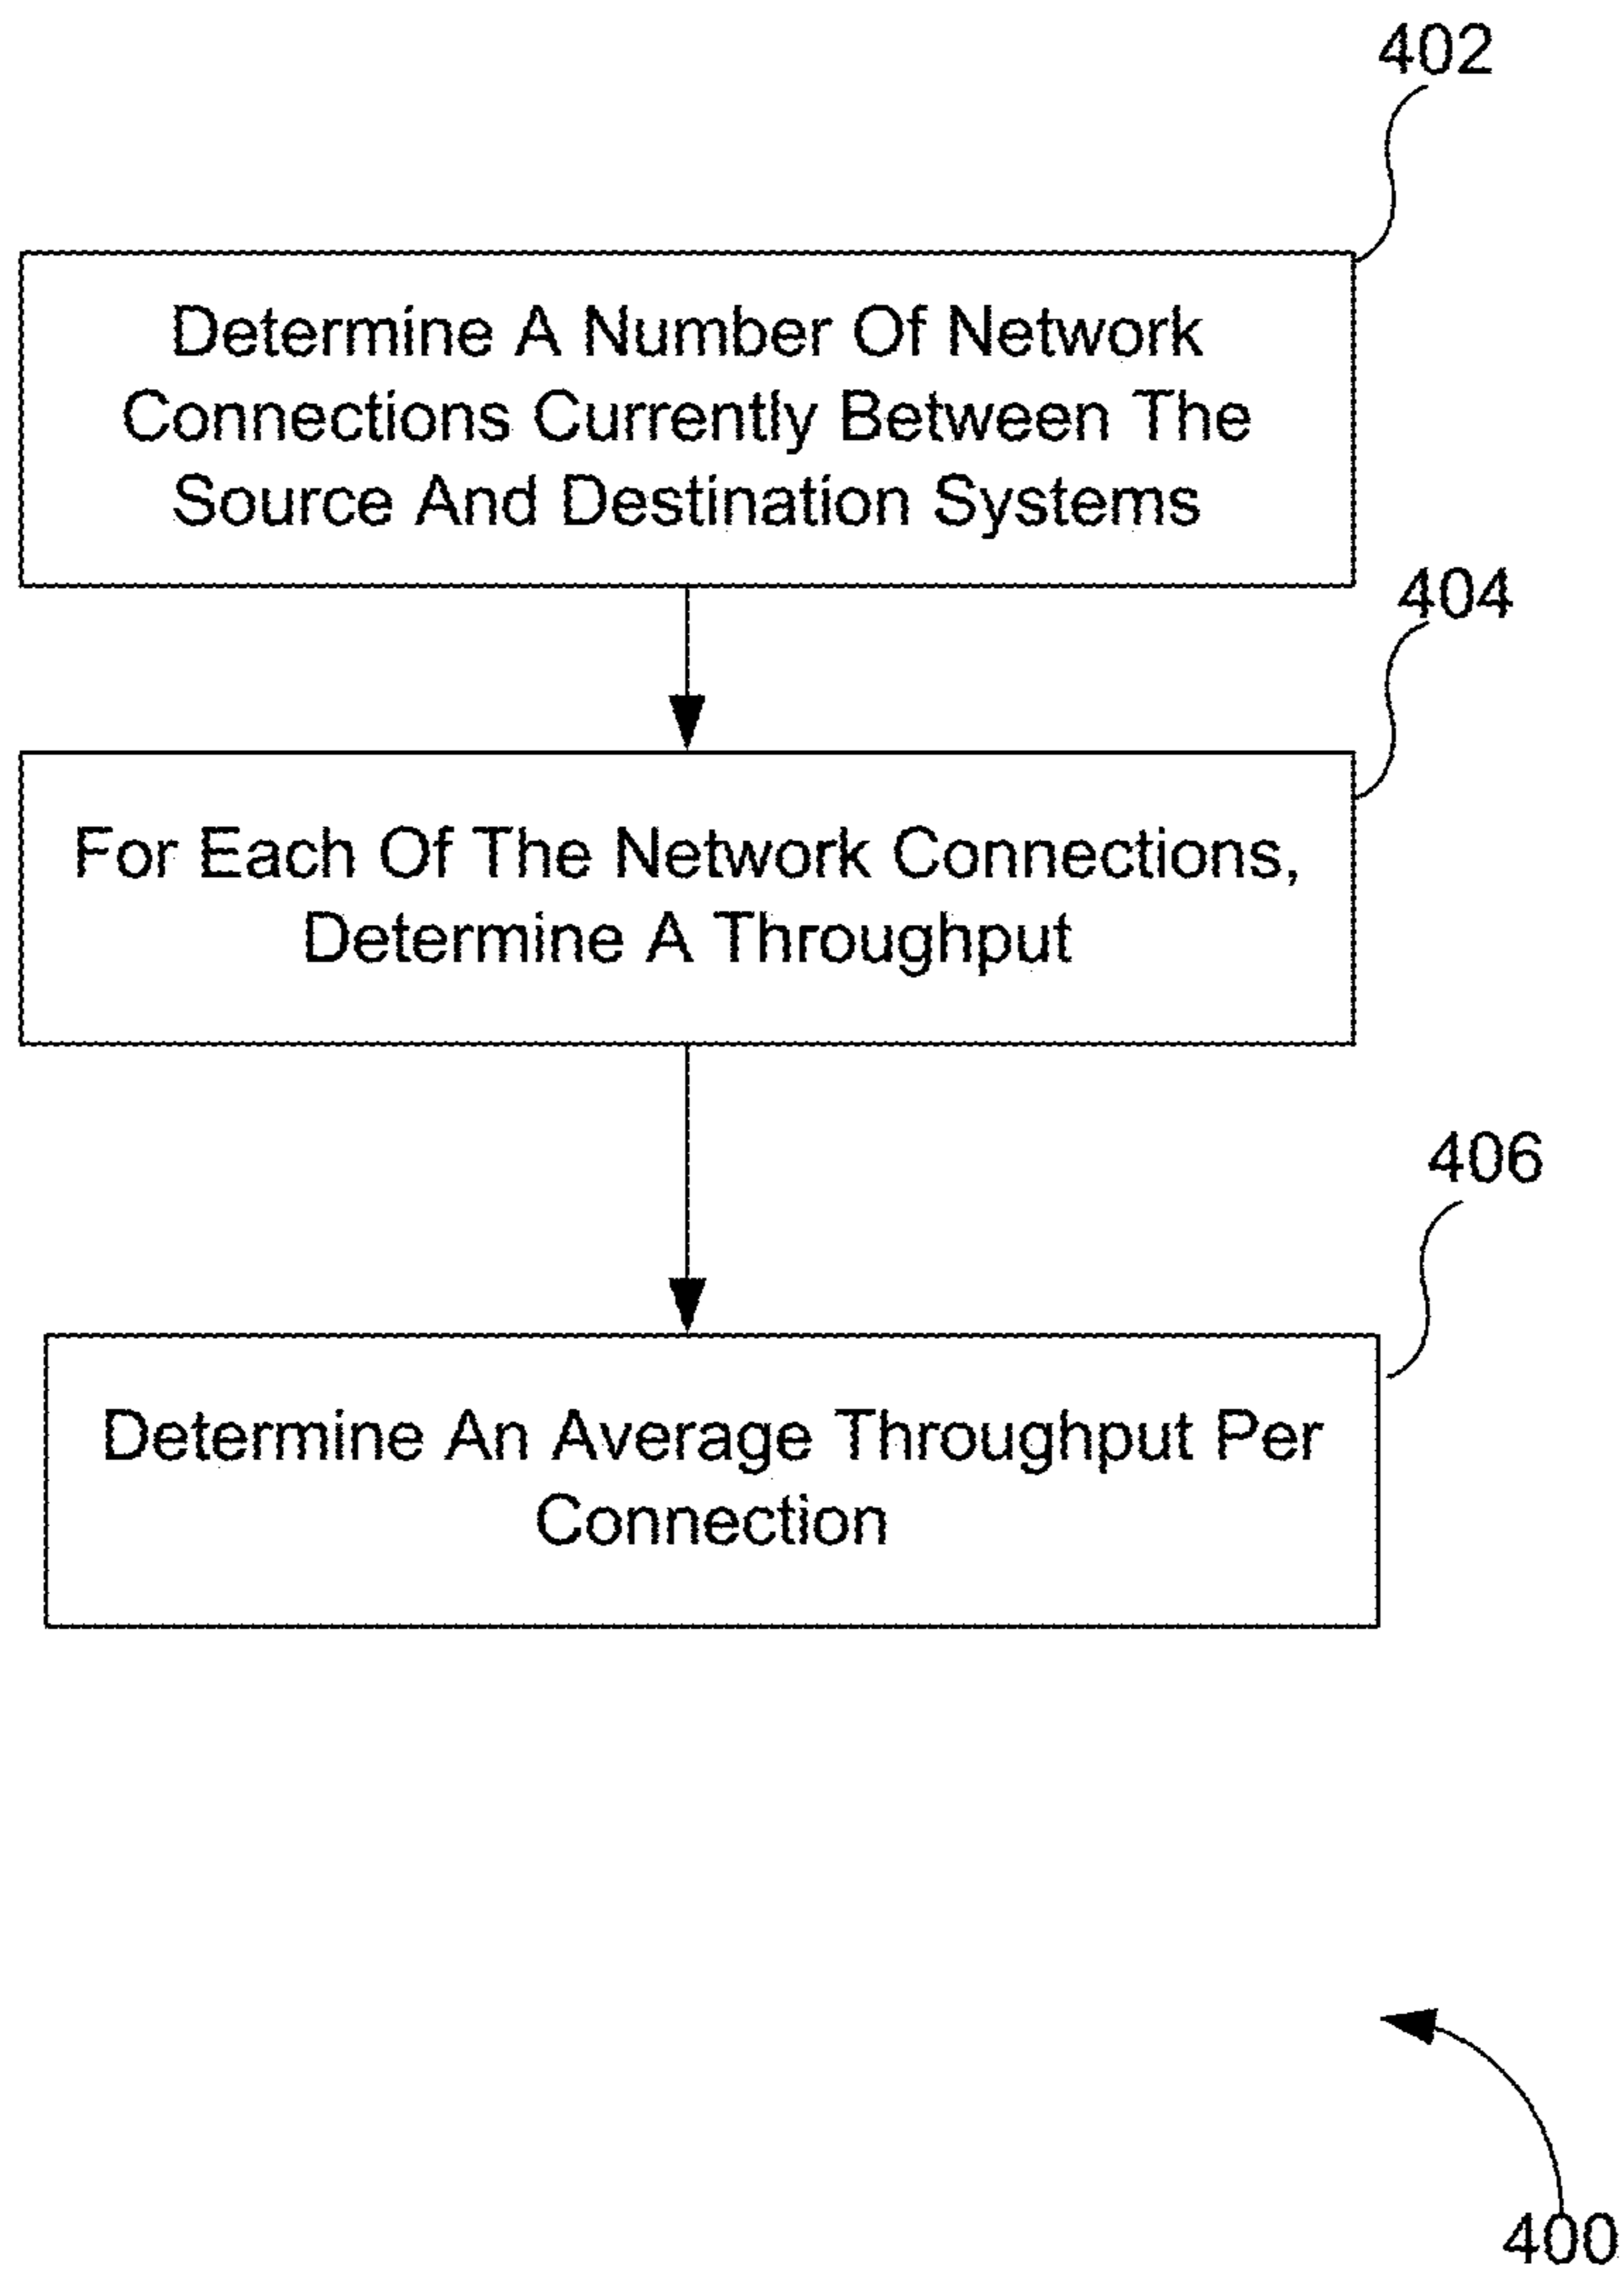 402
Determine A Number Of Network
Connections Currently Between The
Source And Destination Systems
404
For Each Of The Network Connections,
Determine A Throughput
406
Determine An Average Throughput Per
Connection
400